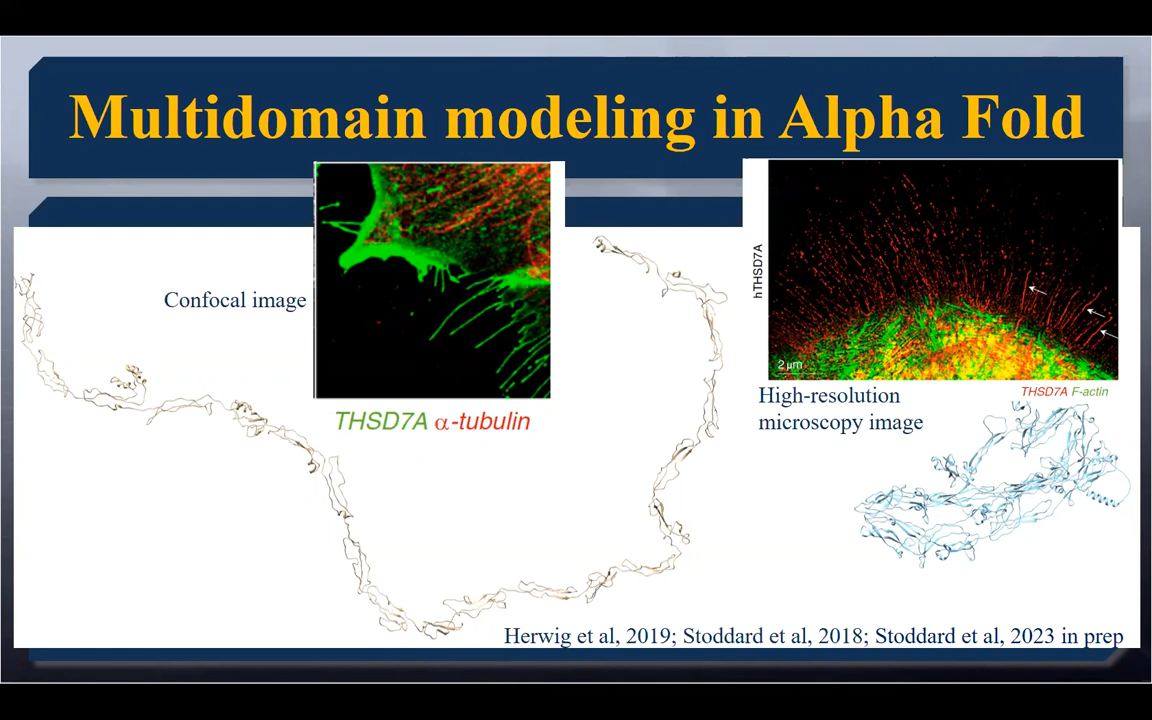 Multidomain modeling in Alpha Fold
Confocal image
THSD7A α-tubulin
hTHSD7A
2 µm
THSD7A F-actin
High-resolution
microscopy image
Herwig et al, 2019; Stoddard et al, 2018; Stoddard et al, 2023 in prep